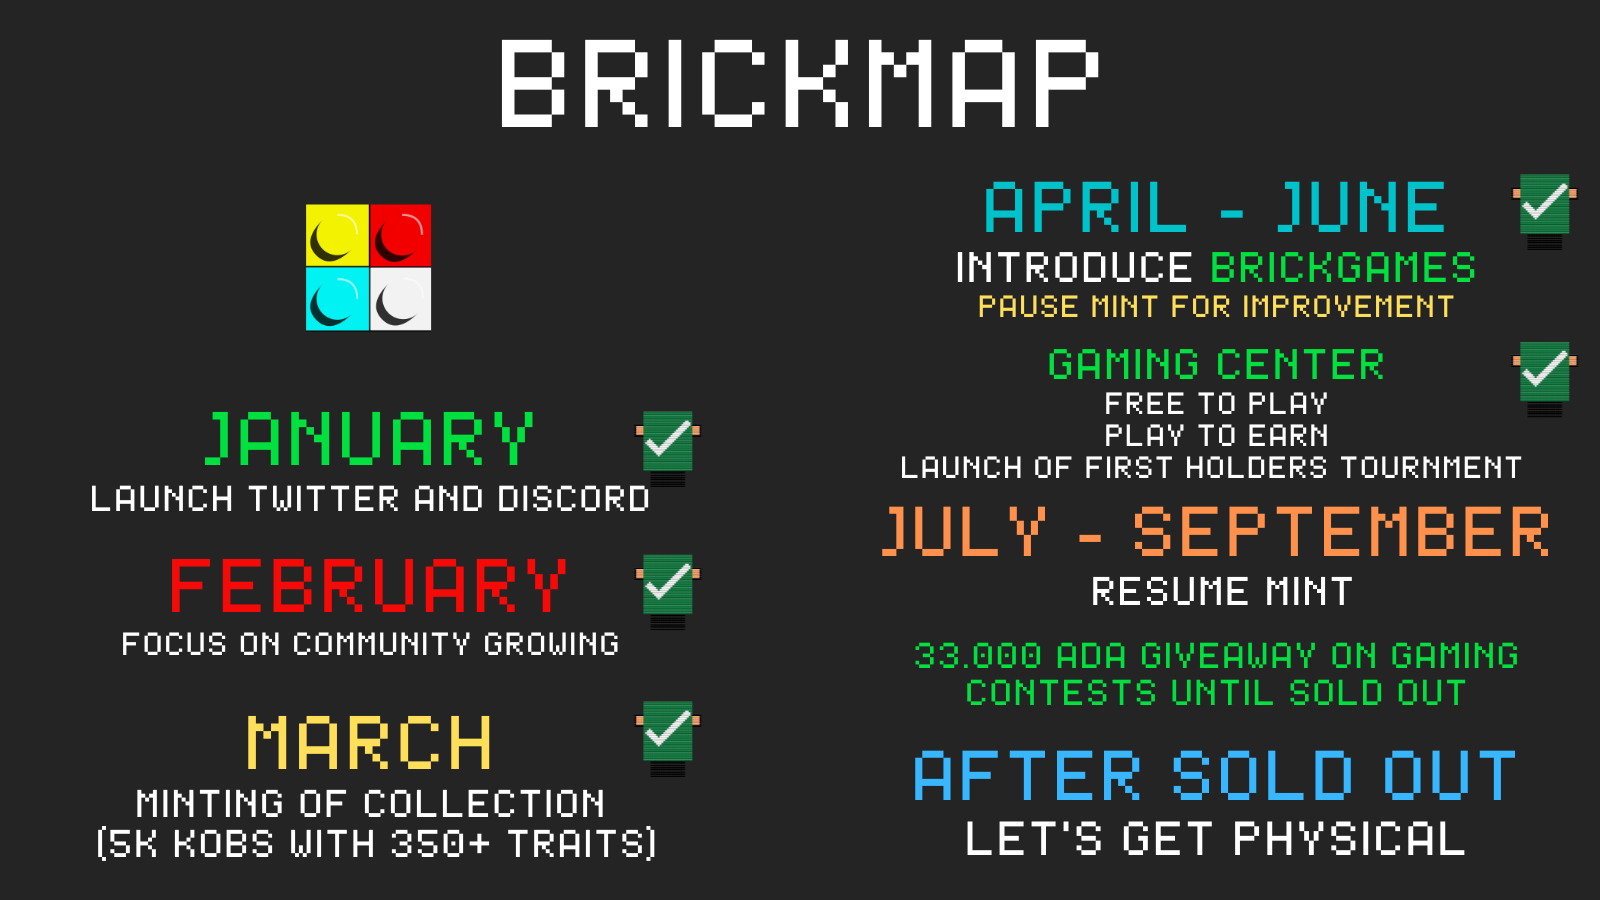 BRICKMAP
JANUARY
LAUNCH TWITTER AND DISCORD
FEBRUARY
FOCUS ON COMMUNITY GROWING
MARCH
MINTING OF COLLECTION
(5K KOBS WITH 350+ TRAITS)
APRIL - JUNE
INTRODUCE BRICKGAMES
PAUSE MINT FOR IMPROVEMENT
GAMING CENTER
FREE TO PLAY
PLAY TO EARN
LAUNCH OF FIRST HOLDERS TOURNMENT
JULY - SEPTEMBER
RESUME MINT
33.000 ADA GIVEAWAY ON GAMING
CONTESTS UNTIL SOLD OUT
AFTER SOLD OUT
LET'S GET PHYSICAL